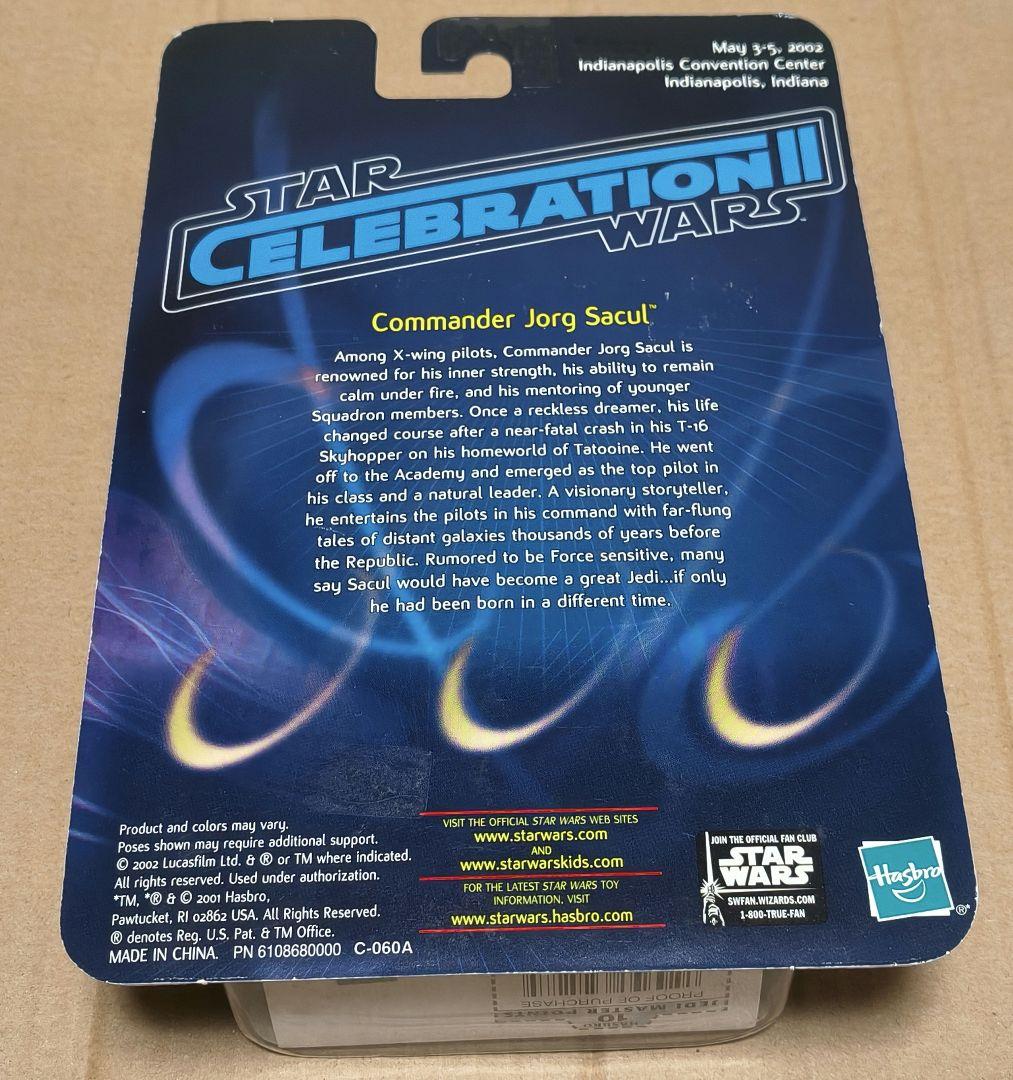 May 3-5, 2002
Indianapolis Convention Center
Indianapolis, Indiana
STAR
CELEBRATION II
WARS
Commander Jorg Sacul™
Among X-wing pilots, Commander Jorg Sacul is
renowned for his inner strength, his ability to remain
calm under fire, and his mentoring of younger
Squadron members. Once a reckless dreamer, his life
changed course after a near-fatal crash in his T-16
Skyhopper on his homeworld of Tatooine. He went
off to the Academy and emerged as the top pilot in
his class and a natural leader. A visionary storyteller,
he entertains the pilots in his command with far-flung
tales of distant galaxies thousands of years before
the Republic. Rumored to be Force sensitive, many
say Sacul would have become a great Jedi...if only
he had been born in a different time.
Product and colors may vary.
Poses shown may require additional support.
© 2002 Lucasfilm Ltd. & ® or TM where indicated.
All rights reserved. Used under authorization.
*TM, *® & © 2001 Hasbro,
Pawtucket, RI 02862 USA. All Rights Reserved.
® denotes Reg. U.S. Pat. & TM Office.
MADE IN CHINA. PN 6108680000 C-060A
VISIT THE OFFICIAL STAR WARS WEB SITES
www.starwars.com
AND
www.starwarskids.com
FOR THE LATEST STAR WARS TOY
INFORMATION, VISIT
www.starwars.hasbro.com
JOIN THE OFFICIAL FAN CLUB
STAR
WARS
SWFAN.WIZARDS.COM
1-800-TRUE-FAN
Hasbro
®*
PROOF OF PURCHASE
JEDI MASTER POINTS
10
HASBRO